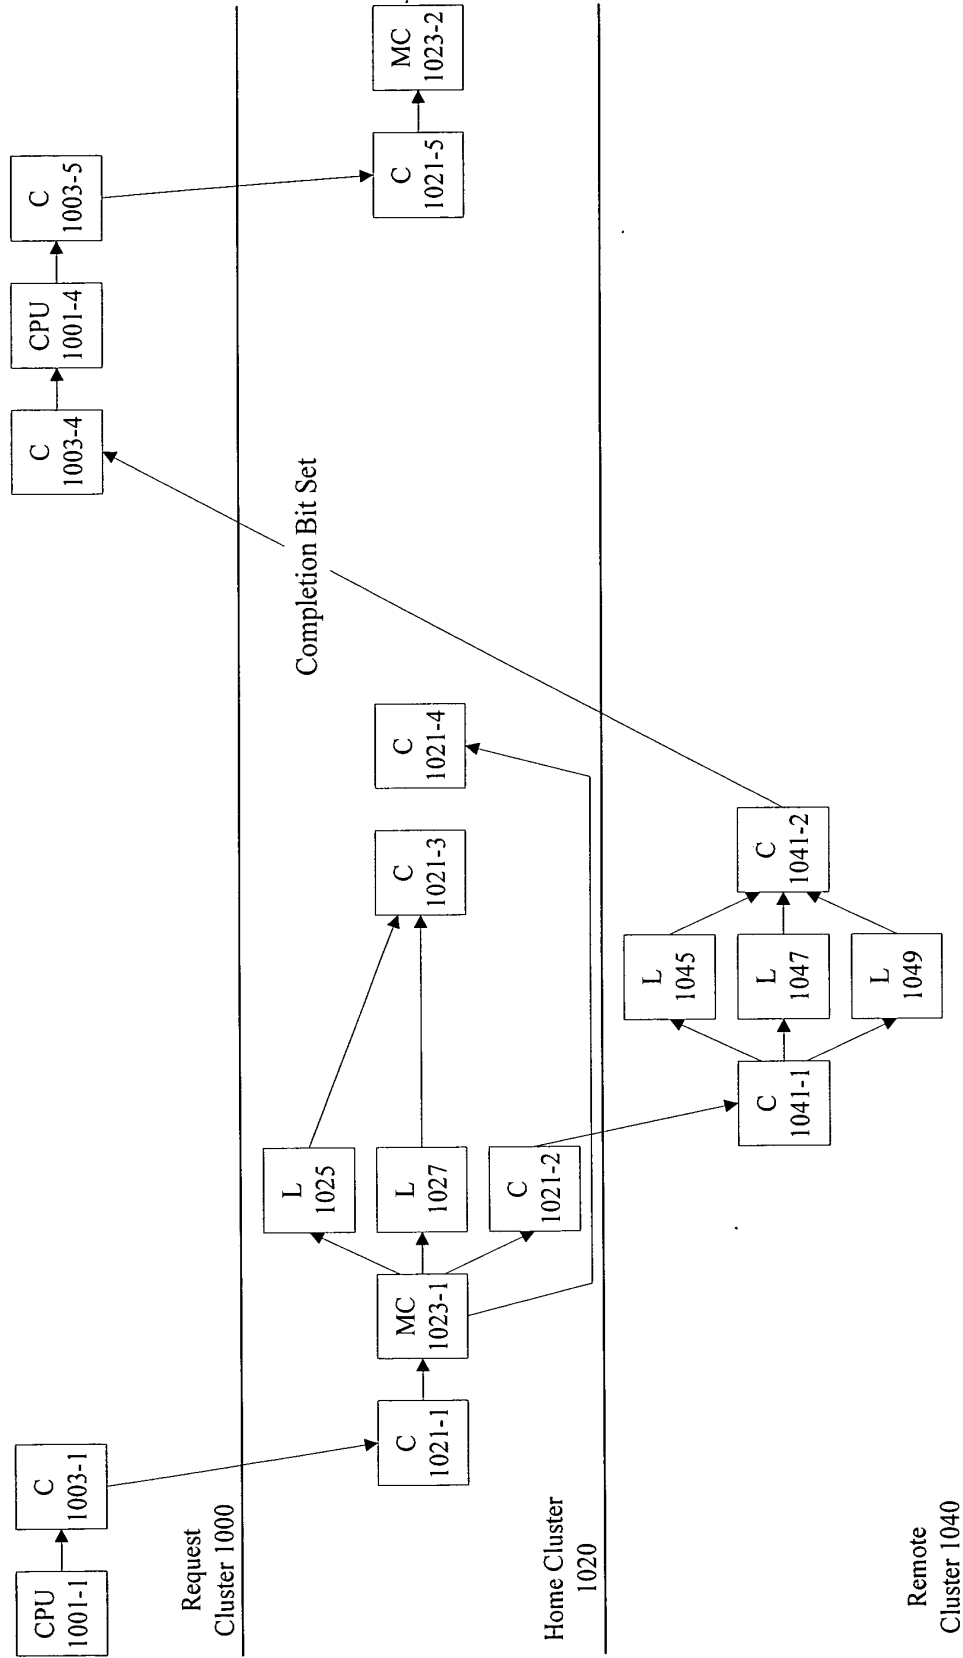 CPU
1001-1
C
1003-1
C
1003-4
CPU
1001-4
C
1003-5
Request
Cluster 1000
C
1021-1
MC
1023-1
L
1025
L
1027
C
1021-2
C
1021-3
C
1021-4
Completion Bit Set
C
1021-5
MC
1023-2
Home Cluster
1020
C
1041-1
L
1045
L
1047
L
1049
C
1041-2
Remote
Cluster 1040